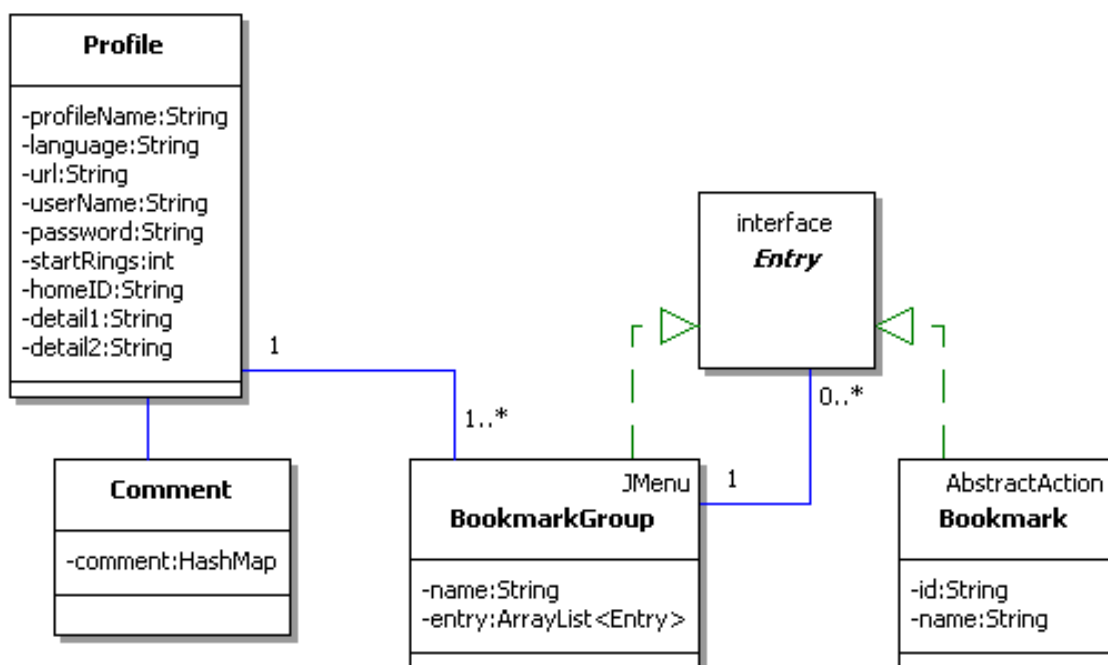 Profile
-profileName:String
-language:String
-url:String
-userName:String
-password:String
-startRings:int
-homeID:String
-detail1:String
-detail2:String
1
1..*
Comment
-comment:HashMap
interface
Entry
0..*
1
JMenu
BookmarkGroup
-name:String
-entry:ArrayList<Entry>
AbstractAction
Bookmark
-id:String
-name:String